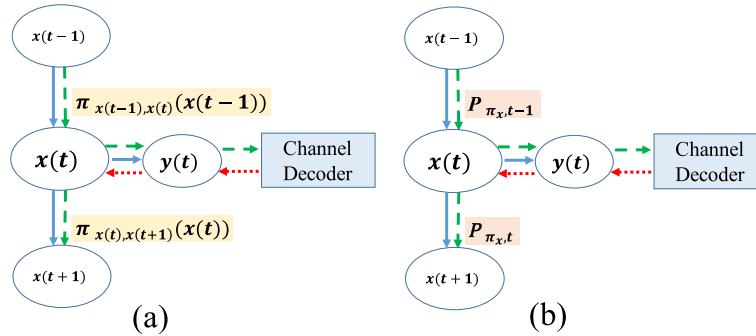 x(t−1)
π x(t−1),x(t)(x(t−1))
x(t)
y(t)
Channel
Decoder
π x(t),x(t+1)(x(t))
x(t+1)
(a)
x(t−1)
P πx,t−1
x(t)
y(t)
Channel
Decoder
P πx,t
x(t+1)
(b)